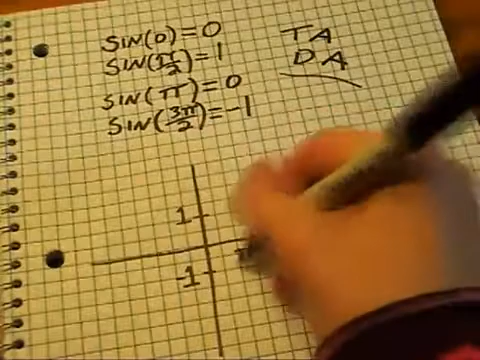 SIN(0)=0
SIN(π/2)=1
SIN(π)=0
SIN(3π/2)=-1
TA
DA
1
-1